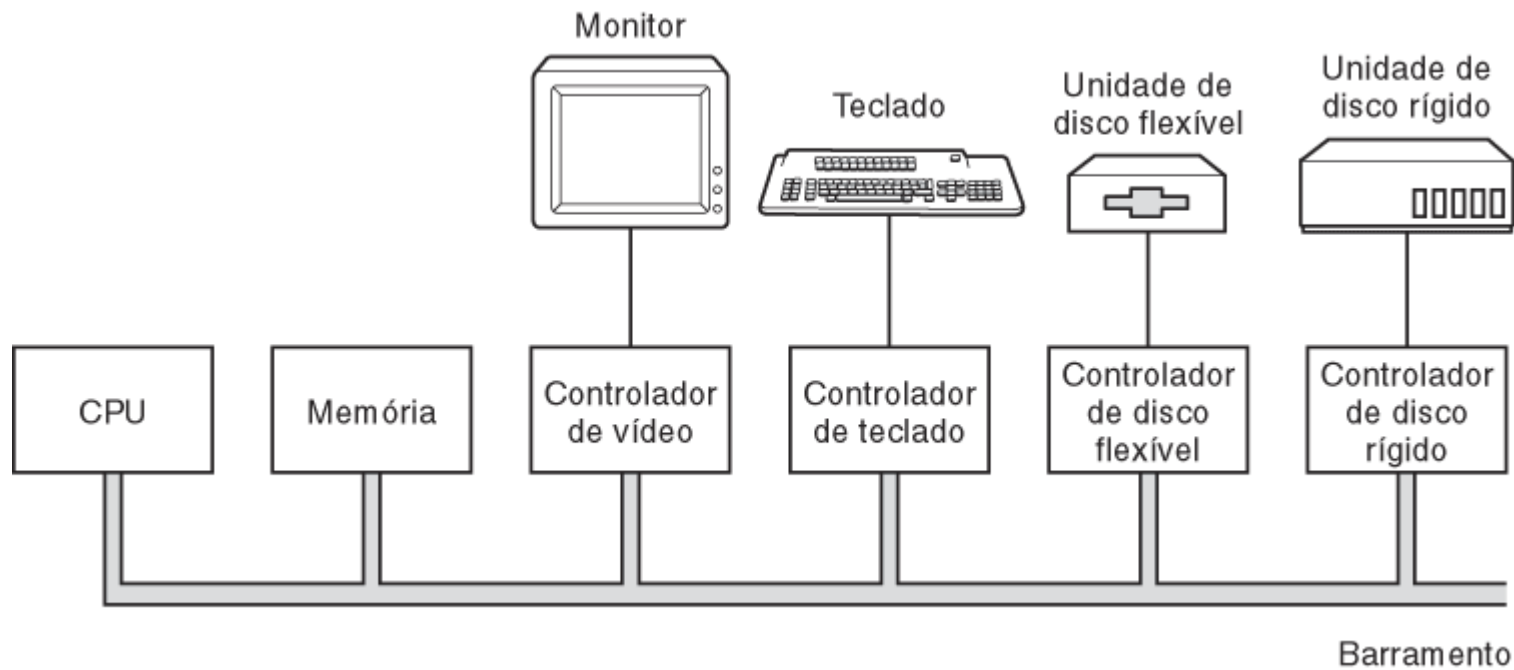 Monitor
Teclado
Unidade de
disco flexível
Unidade de
disco rígido
CPU
Memória
Controlador
de vídeo
Controlador
de teclado
Controlador
de disco
flexível
Controlador
de disco
rígido
Barramento